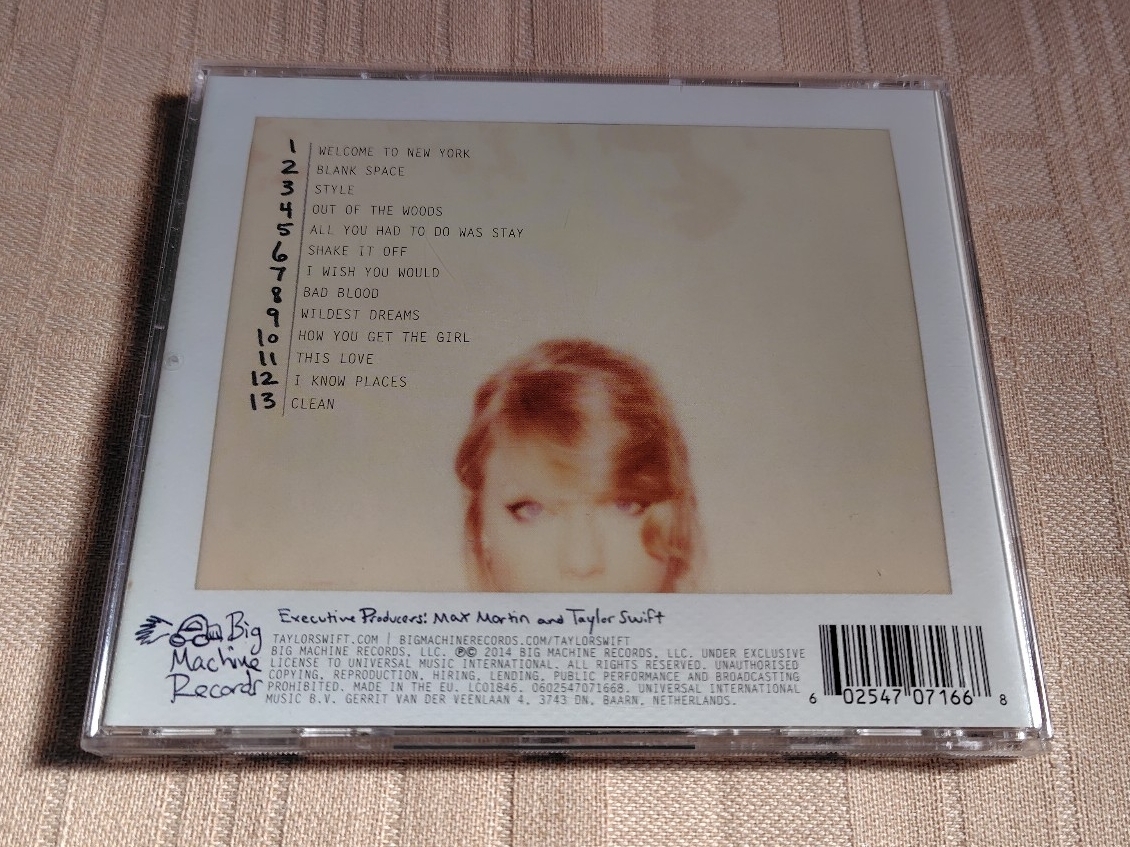 1 WELCOME TO NEW YORK
2 BLANK SPACE
3 STYLE
4 OUT OF THE WOODS
5 ALL YOU HAD TO DO WAS STAY
6 SHAKE IT OFF
7 I WISH YOU WOULD
8 BAD BLOOD
9 WILDEST DREAMS
10 HOW YOU GET THE GIRL
11 THIS LOVE
12 I KNOW PLACES
13 CLEAN
Big
Machine
Records
Executive Producers: Max Martin and Taylor Swift
TAYLORSWIFT.COM | BIGMACHINERECORDS.COM/TAYLORSWIFT
BIG MACHINE RECORDS, LLC. ℗© 2014 BIG MACHINE RECORDS, LLC. UNDER EXCLUSIVE
LICENSE TO UNIVERSAL MUSIC INTERNATIONAL. ALL RIGHTS RESERVED. UNAUTHORISED
COPYING, REPRODUCTION, HIRING, LENDING, PUBLIC PERFORMANCE AND BROADCASTING
PROHIBITED. MADE IN THE EU. LC01846. 0602547071668. UNIVERSAL INTERNATIONAL
MUSIC B.V. GERRIT VAN DER VEENLAAN 4, 3743 DN, BAARN, NETHERLANDS.
6 02547 07166 8